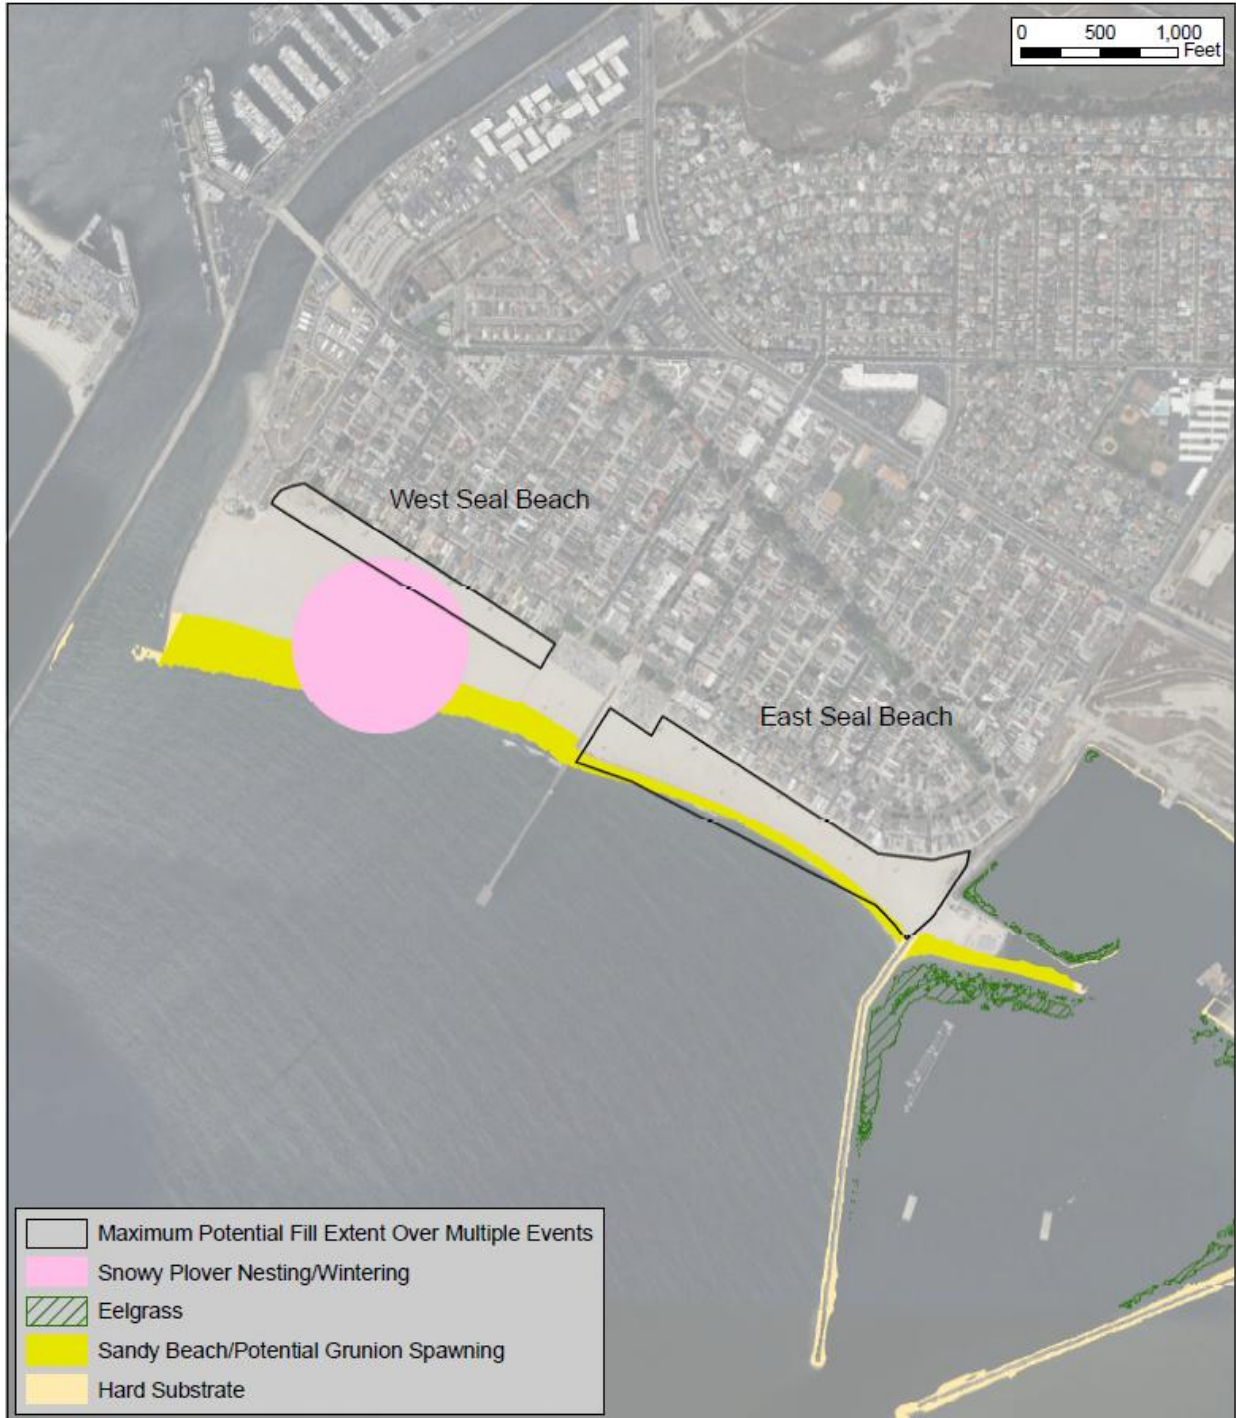 0 500 1,000
Feet
West Seal Beach
East Seal Beach
Maximum Potential Fill Extent Over Multiple Events
Snowy Plover Nesting/Wintering
Eelgrass
Sandy Beach/Potential Grunion Spawning
Hard Substrate